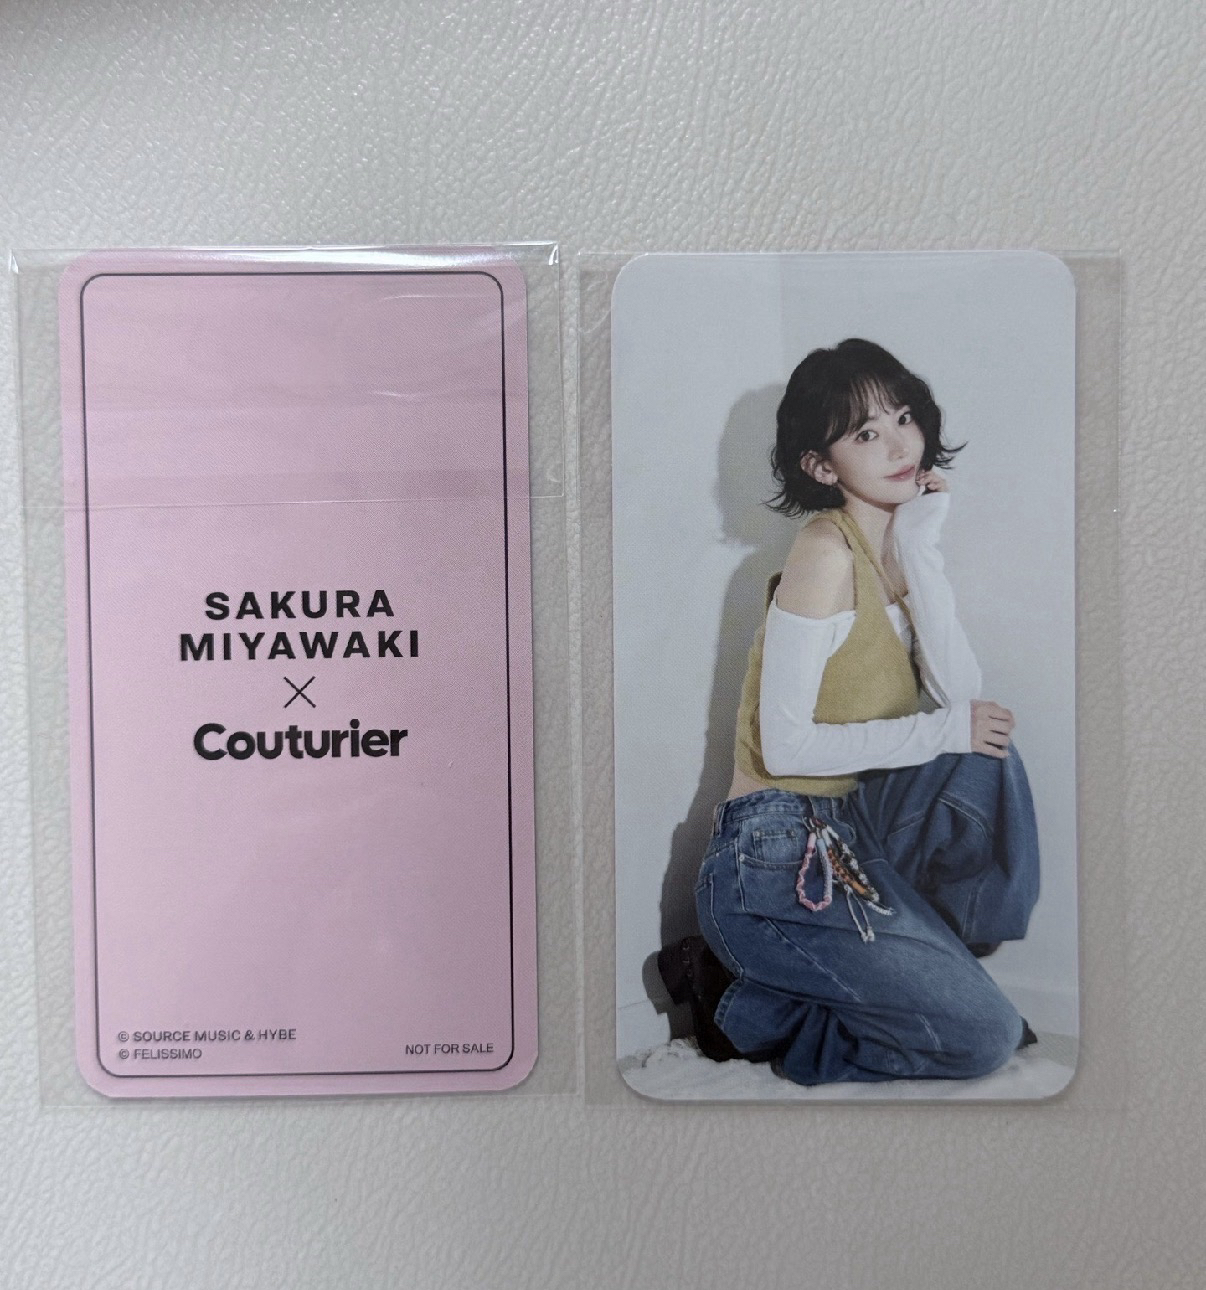 SAKURA
MIYAWAKI
×
Couturier
© SOURCE MUSIC & HYBE
© FELISSIMO
NOT FOR SALE